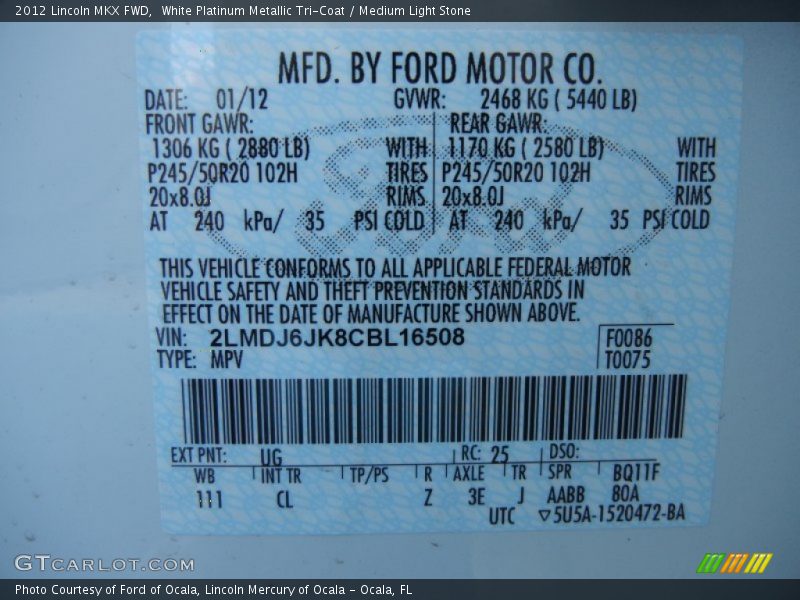 2012 Lincoln MKX FWD,  White Platinum Metallic Tri-Coat / Medium Light Stone
MFD. BY FORD MOTOR CO.
DATE: 01/12 GVWR: 2468 KG ( 5440 LB)
FRONT GAWR: REAR GAWR:
1306 KG ( 2880 LB) WITH 1170 KG ( 2580 LB) WITH
P245/50R20 102H TIRES P245/50R20 102H TIRES
20x8.0J RIMS 20x8.0J RIMS
AT 240 kPa/ 35 PSI COLD AT 240 kPa/ 35 PSI COLD
THIS VEHICLE CONFORMS TO ALL APPLICABLE FEDERAL MOTOR
VEHICLE SAFETY AND THEFT PREVENTION STANDARDS IN
EFFECT ON THE DATE OF MANUFACTURE SHOWN ABOVE.
VIN: 2LMDJ6JK8CBL16508 F0086
TYPE: MPV T0075
EXT PNT: UG RC: 25 DSO:
WB INT TR TP/PS R AXLE TR SPR BQ11F
111 CL Z 3E J AABB 80A
UTC ▽5U5A-1520472-BA
GTCARLOT.COM
Photo Courtesy of Ford of Ocala, Lincoln Mercury of Ocala - Ocala, FL